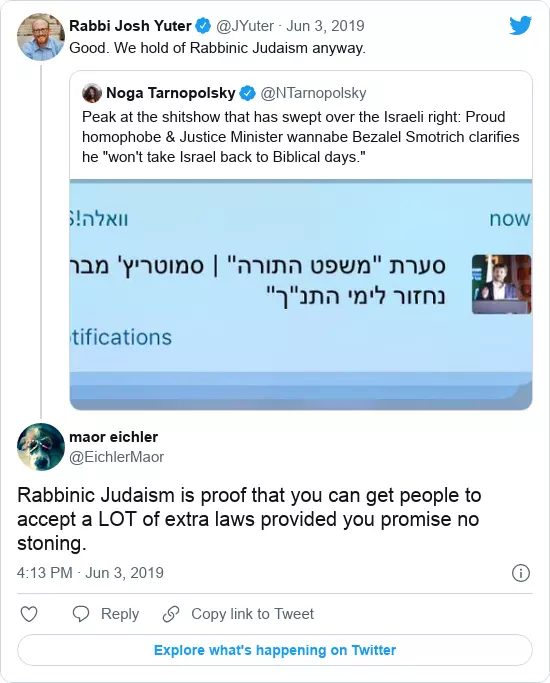 Rabbi Josh Yuter @JYuter · Jun 3, 2019
Good. We hold of Rabbinic Judaism anyway.
Noga Tarnopolsky @NTarnopolsky
Peak at the shitshow that has swept over the Israeli right: Proud
homophobe & Justice Minister wannabe Bezalel Smotrich clarifies
he "won't take Israel back to Biblical days."
וואלה!
now
סערת "משפט התורה" | סמוטריץ' מבה
נחזור לימי התנ"ך"
tifications
maor eichler
@EichlerMaor
Rabbinic Judaism is proof that you can get people to
accept a LOT of extra laws provided you promise no
stoning.
4:13 PM · Jun 3, 2019
Reply
Copy link to Tweet
Explore what's happening on Twitter